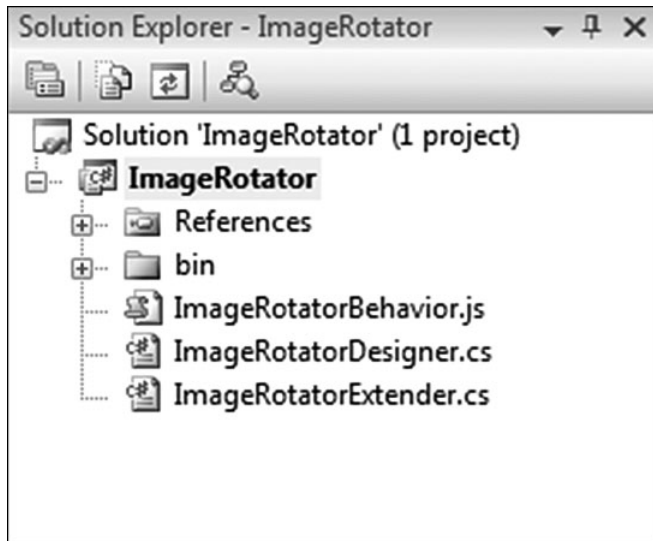 Solution Explorer - ImageRotator
Solution 'ImageRotator' (1 project)
C# ImageRotator
References
bin
ImageRotatorBehavior.js
C# ImageRotatorDesigner.cs
C# ImageRotatorExtender.cs